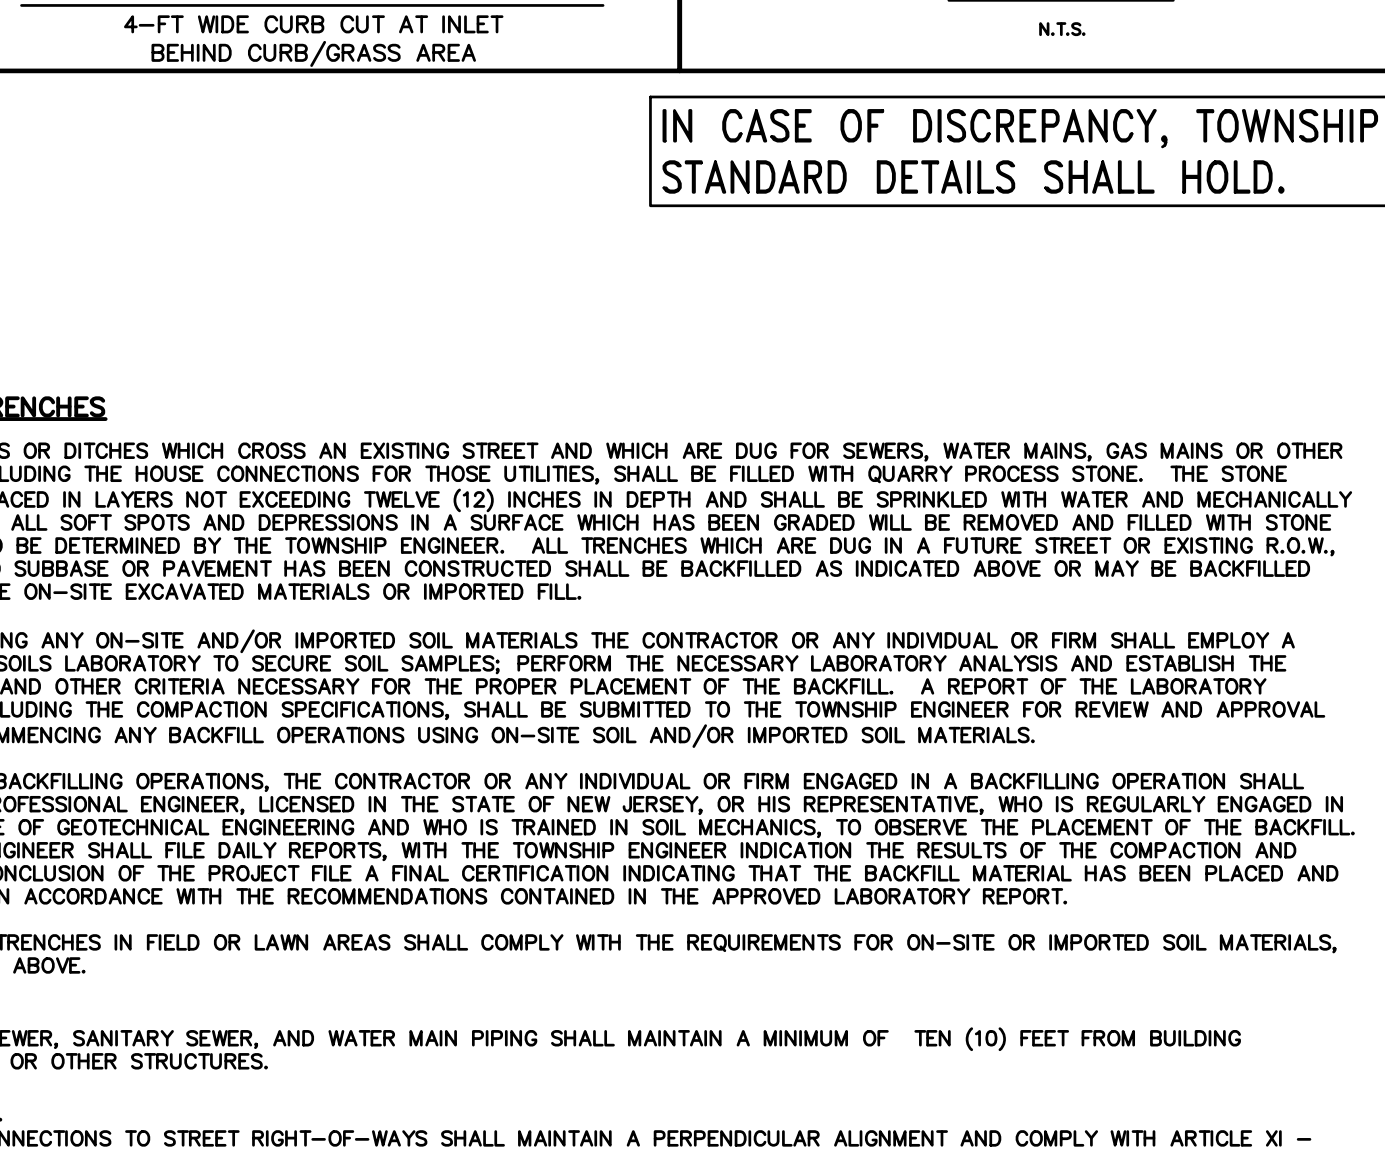 4-FT WIDE CURB CUT AT INLET
BEHIND CURB/GRASS AREA
N.T.S.
IN CASE OF DISCREPANCY, TOWNSHIP
STANDARD DETAILS SHALL HOLD.
RENCHES
S OR DITCHES WHICH CROSS AN EXISTING STREET AND WHICH ARE DUG FOR SEWERS, WATER MAINS, GAS MAINS OR OTHER
CLUDING THE HOUSE CONNECTIONS FOR THOSE UTILITIES, SHALL BE FILLED WITH QUARRY PROCESS STONE. THE STONE
ACED IN LAYERS NOT EXCEEDING TWELVE (12) INCHES IN DEPTH AND SHALL BE SPRINKLED WITH WATER AND MECHANICALLY
ALL SOFT SPOTS AND DEPRESSIONS IN A SURFACE WHICH HAS BEEN GRADED WILL BE REMOVED AND FILLED WITH STONE
BE DETERMINED BY THE TOWNSHIP ENGINEER. ALL TRENCHES WHICH ARE DUG IN A FUTURE STREET OR EXISTING R.O.W.,
SUBBASE OR PAVEMENT HAS BEEN CONSTRUCTED SHALL BE BACKFILLED AS INDICATED ABOVE OR MAY BE BACKFILLED
E ON-SITE EXCAVATED MATERIALS OR IMPORTED FILL.
NG ANY ON-SITE AND/OR IMPORTED SOIL MATERIALS THE CONTRACTOR OR ANY INDIVIDUAL OR FIRM SHALL EMPLOY A
SOILS LABORATORY TO SECURE SOIL SAMPLES; PERFORM THE NECESSARY LABORATORY ANALYSIS AND ESTABLISH THE
AND OTHER CRITERIA NECESSARY FOR THE PROPER PLACEMENT OF THE BACKFILL. A REPORT OF THE LABORATORY
LUDING THE COMPACTION SPECIFICATIONS, SHALL BE SUBMITTED TO THE TOWNSHIP ENGINEER FOR REVIEW AND APPROVAL
MMENCING ANY BACKFILL OPERATIONS USING ON-SITE SOIL AND/OR IMPORTED SOIL MATERIALS.
BACKFILLING OPERATIONS, THE CONTRACTOR OR ANY INDIVIDUAL OR FIRM ENGAGED IN A BACKFILLING OPERATION SHALL
ROFESSIONAL ENGINEER, LICENSED IN THE STATE OF NEW JERSEY, OR HIS REPRESENTATIVE, WHO IS REGULARLY ENGAGED IN
E OF GEOTECHNICAL ENGINEERING AND WHO IS TRAINED IN SOIL MECHANICS, TO OBSERVE THE PLACEMENT OF THE BACKFILL.
NGINEER SHALL FILE DAILY REPORTS, WITH THE TOWNSHIP ENGINEER INDICATION THE RESULTS OF THE COMPACTION AND
ONCLUSION OF THE PROJECT FILE A FINAL CERTIFICATION INDICATING THAT THE BACKFILL MATERIAL HAS BEEN PLACED AND
N ACCORDANCE WITH THE RECOMMENDATIONS CONTAINED IN THE APPROVED LABORATORY REPORT.
TRENCHES IN FIELD OR LAWN AREAS SHALL COMPLY WITH THE REQUIREMENTS FOR ON-SITE OR IMPORTED SOIL MATERIALS,
ABOVE.
EWER, SANITARY SEWER, AND WATER MAIN PIPING SHALL MAINTAIN A MINIMUM OF TEN (10) FEET FROM BUILDING
OR OTHER STRUCTURES.
NNECTIONS TO STREET RIGHT-OF-WAYS SHALL MAINTAIN A PERPENDICULAR ALIGNMENT AND COMPLY WITH ARTICLE XI -